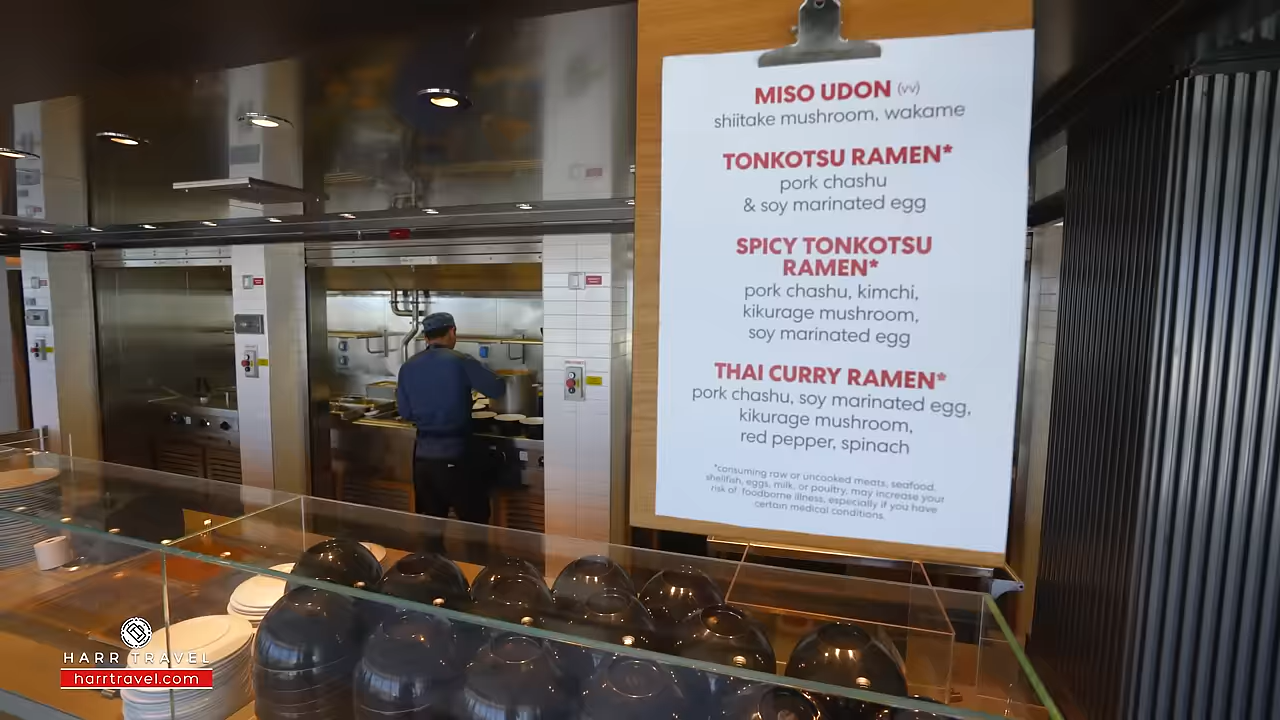 MISO UDON (vv)
shiitake mushroom, wakame
TONKOTSU RAMEN*
pork chashu
& soy marinated egg
SPICY TONKOTSU
RAMEN*
pork chashu, kimchi,
kikurage mushroom,
soy marinated egg
THAI CURRY RAMEN*
pork chashu, soy marinated egg,
kikurage mushroom,
red pepper, spinach
*consuming raw or uncooked meats, seafood,
shellfish, eggs, milk, or poultry, may increase your
risk of foodborne illness, especially if you have
certain medical conditions.
HARR TRAVEL
harrtravel.com